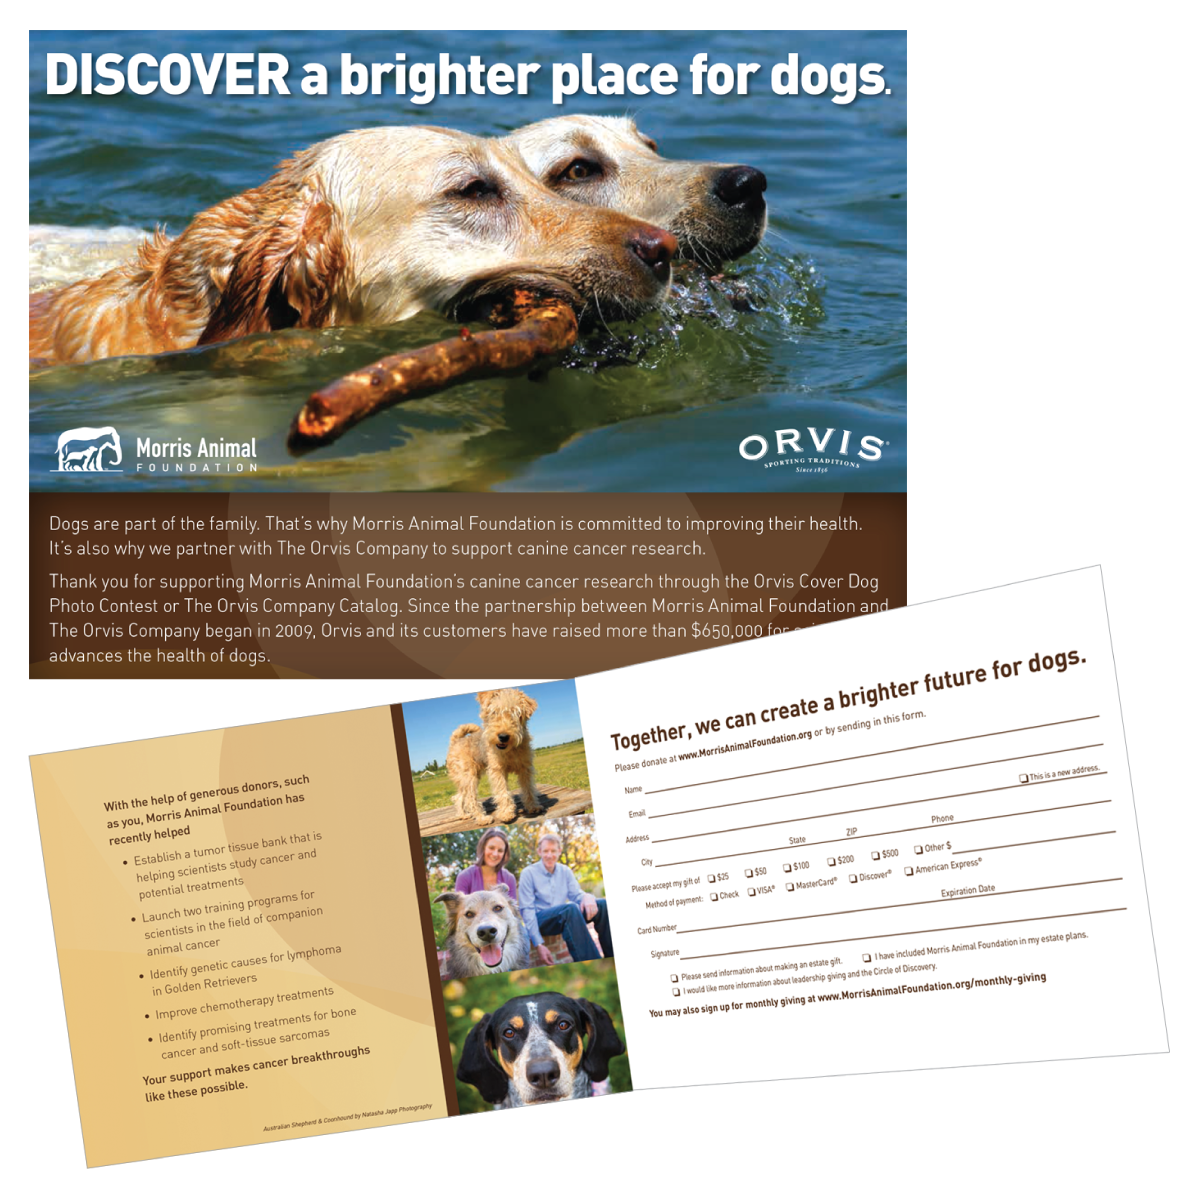 DISCOVER a brighter place for dogs.
Morris Animal
FOUNDATION
ORVIS®
SPORTING TRADITIONS
Since 1856
Dogs are part of the family. That's why Morris Animal Foundation is committed to improving their health.
It's also why we partner with The Orvis Company to support canine cancer research.
Thank you for supporting Morris Animal Foundation's canine cancer research through the Orvis Cover Dog
Photo Contest or The Orvis Company Catalog. Since the partnership between Morris Animal Foundation and
The Orvis Company began in 2009, Orvis and its customers have raised more than $650,000 for
advances the health of dogs.
With the help of generous donors, such
as you, Morris Animal Foundation has
recently helped
• Establish a tumor tissue bank that is
helping scientists study cancer and
potential treatments
• Launch two training programs for
scientists in the field of companion
animal cancer
• Identify genetic causes for lymphoma
in Golden Retrievers
• Improve chemotherapy treatments
• Identify promising treatments for bone
cancer and soft-tissue sarcomas
Your support makes cancer breakthroughs
like these possible.
Australian Shepherd & Coonhound by Natasha Japp Photography
Together, we can create a brighter future for dogs.
Please donate at www.MorrisAnimalFoundation.org or by sending in this form.
Name
Email
❏ This is a new address.
Address
City State ZIP Phone
Please accept my gift of ❏ $25 ❏ $50 ❏ $100 ❏ $200 ❏ $500 ❏ Other $
Method of payment: ❏ Check ❏ VISA® ❏ MasterCard® ❏ Discover® ❏ American Express®
Card Number Expiration Date
Signature
❏ Please send information about making an estate gift. ❏ I have included Morris Animal Foundation in my estate plans.
❏ I would like more information about leadership giving and the Circle of Discovery.
You may also sign up for monthly giving at www.MorrisAnimalFoundation.org/monthly-giving